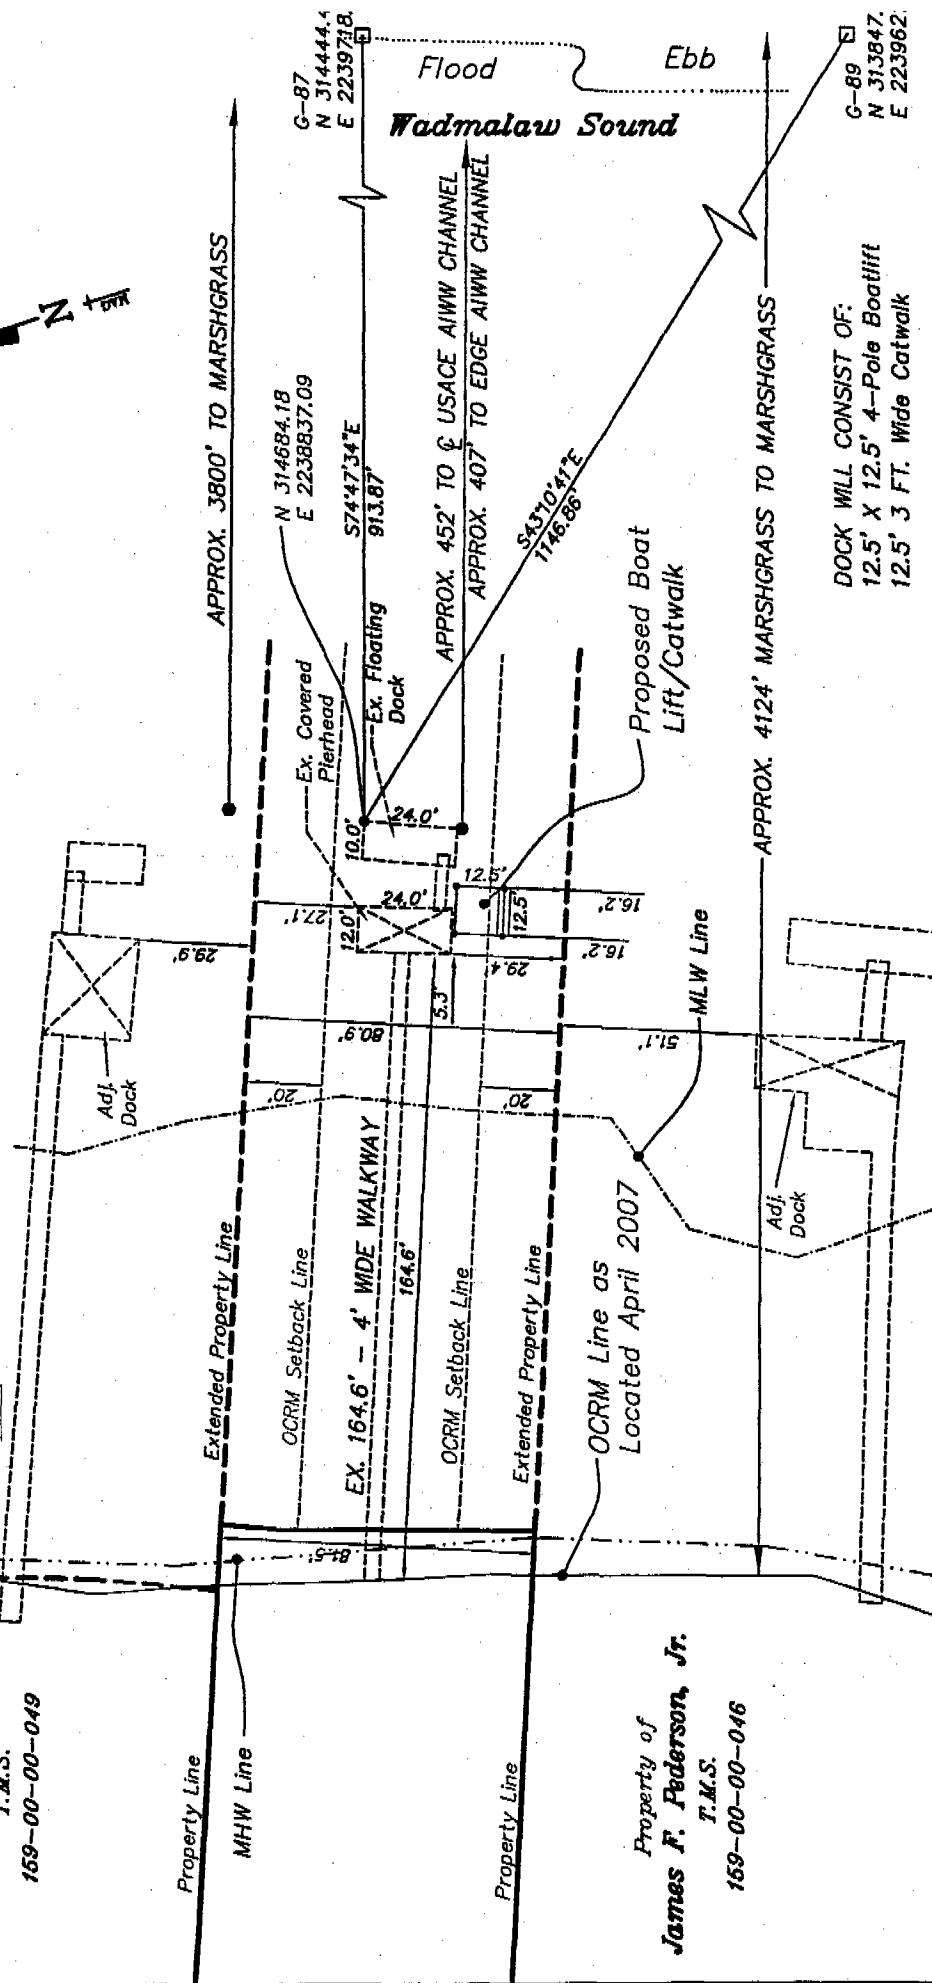 G-87
N 314444.4
E 2239718.
Flood
Ebb
G-89
N 313847.
E 223962
Wadmalaw Sound
N
MAG
APPROX. 3800' TO MARSHGRASS
N 314684.18
E 2238837.09
S74°47'34"E
913.87'
APPROX. 452' TO ℄ USACE AIWW CHANNEL
APPROX. 407' TO EDGE AIWW CHANNEL
S43°10'41"E
1146.86'
APPROX. 4124' MARSHGRASS TO MARSHGRASS
DOCK WILL CONSIST OF:
12.5' X 12.5' 4-Pole Boatlift
12.5' 3 FT. Wide Catwalk
Ex. Covered
Pierhead
Ex. Floating
Dock
Proposed Boat
Lift/Catwalk
10.0'
24.0'
12.0'
24.0'
12.5'
12.5'
27.1'
29.9'
16.2'
16.2'
29.4'
5.3'
80.9'
51.1'
20'
20'
Adj.
Dock
MLW Line
Adj.
Dock
Extended Property Line
OCRM Setback Line
EX. 164.6' - 4' WIDE WALKWAY
164.6'
OCRM Setback Line
Extended Property Line
OCRM Line as
Located April 2007
81.5'
T.M.S.
159-00-00-049
Property Line
MHW Line
Property Line
Property of
James F. Pederson, Jr.
T.M.S.
159-00-00-046